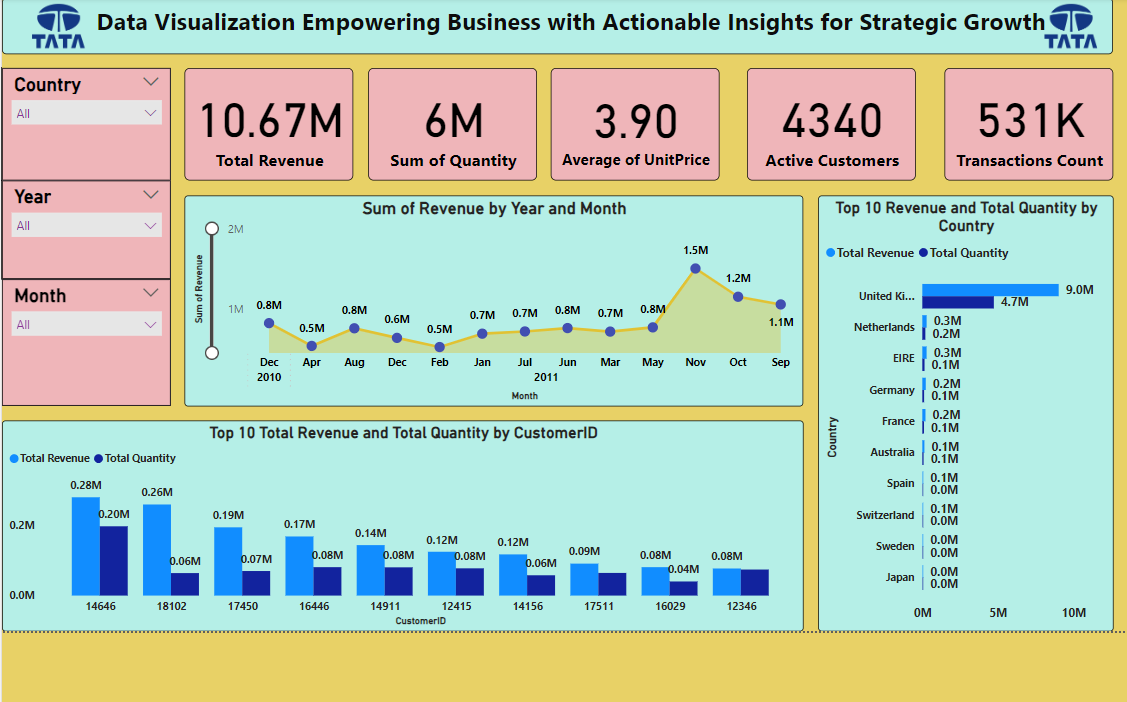 TATA
Data Visualization Empowering Business with Actionable Insights for Strategic Growth
TATA
Country
All
Year
All
Month
All
10.67M
Total Revenue
6M
Sum of Quantity
3.90
Average of UnitPrice
4340
Active Customers
531K
Transactions Count
Sum of Revenue by Year and Month
Sum of Revenue
2M
1M
0.8M
0.5M
0.8M
0.6M
0.5M
0.7M
0.7M
0.8M
0.7M
0.8M
1.5M
1.2M
1.1M
Dec Apr Aug Dec Feb Jan Jul Jun Mar May Nov Oct Sep
2010 2011
Month
Top 10 Revenue and Total Quantity by
Country
Total Revenue Total Quantity
Country
United Ki... 9.0M
4.7M
Netherlands 0.3M
0.2M
EIRE 0.3M
0.1M
Germany 0.2M
0.1M
France 0.2M
0.1M
Australia 0.1M
0.1M
Spain 0.1M
0.0M
Switzerland 0.1M
0.0M
Sweden 0.0M
0.0M
Japan 0.0M
0.0M
0M 5M 10M
Top 10 Total Revenue and Total Quantity by CustomerID
Total Revenue Total Quantity
0.2M
0.0M
0.28M 0.20M
0.26M 0.06M
0.19M 0.07M
0.17M 0.08M
0.14M 0.08M
0.12M 0.08M
0.12M 0.06M
0.09M
0.08M 0.04M
0.08M
14646 18102 17450 16446 14911 12415 14156 17511 16029 12346
CustomerID